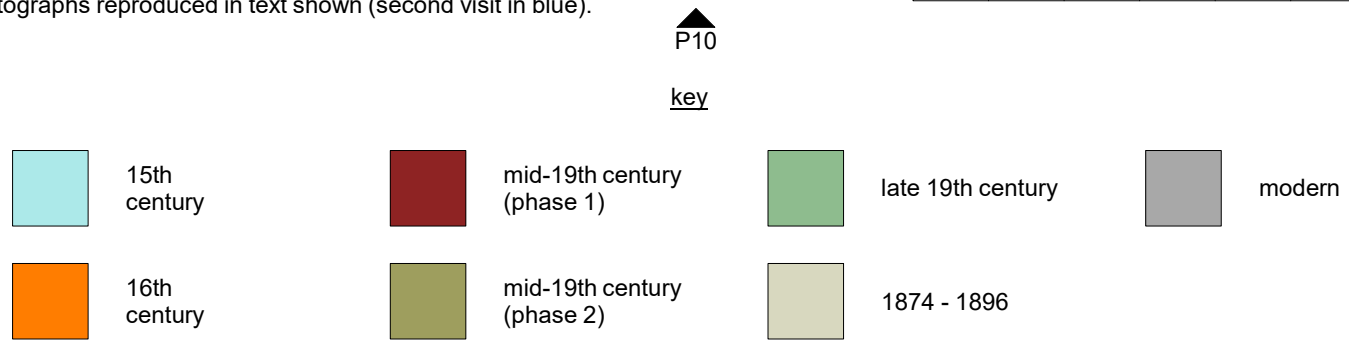 tographs reproduced in text shown (second visit in blue).
P10
key
15th
century
mid-19th century
(phase 1)
late 19th century
modern
16th
century
mid-19th century
(phase 2)
1874 - 1896